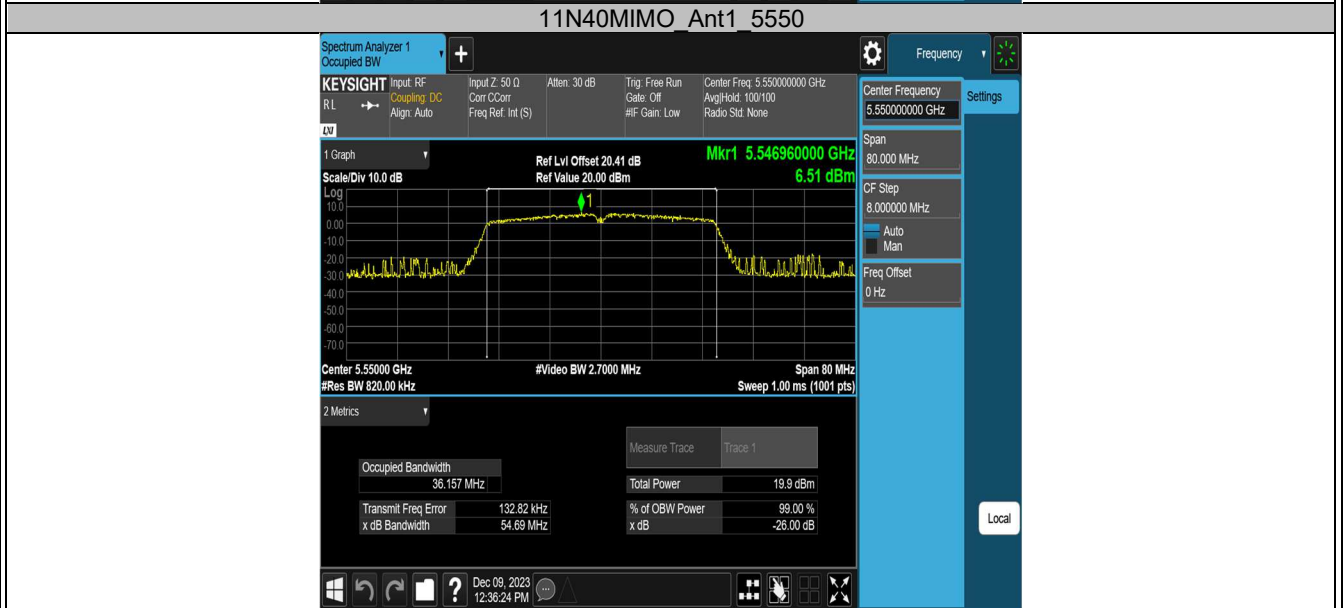 11N40MIMO_Ant1_5550
Spectrum Analyzer 1
Occupied BW
+
Frequency
KEYSIGHT
RL
LXI
Input: RF
Coupling: DC
Align: Auto
Input Z: 50 Ω
Corr CCorr
Freq Ref: Int (S)
Atten: 30 dB
Trig: Free Run
Gate: Off
#IF Gain: Low
Center Freq: 5.550000000 GHz
Avg|Hold: 100/100
Radio Std: None
Center Frequency
5.550000000 GHz
Settings
Span
80.000 MHz
CF Step
8.000000 MHz
Auto
Man
Freq Offset
0 Hz
1 Graph
Scale/Div 10.0 dB
Ref Lvl Offset 20.41 dB
Ref Value 20.00 dBm
Mkr1 5.546960000 GHz
6.51 dBm
Log
10.0
0.00
-10.0
-20.0
-30.0
-40.0
-50.0
-60.0
-70.0
1
Center 5.55000 GHz
#Res BW 820.00 kHz
#Video BW 2.7000 MHz
Span 80 MHz
Sweep 1.00 ms (1001 pts)
2 Metrics
Measure Trace Trace 1
Occupied Bandwidth
36.157 MHz
Total Power 19.9 dBm
Transmit Freq Error 132.82 kHz
% of OBW Power 99.00 %
x dB Bandwidth 54.69 MHz
x dB -26.00 dB
Local
?
Dec 09, 2023
12:36:24 PM